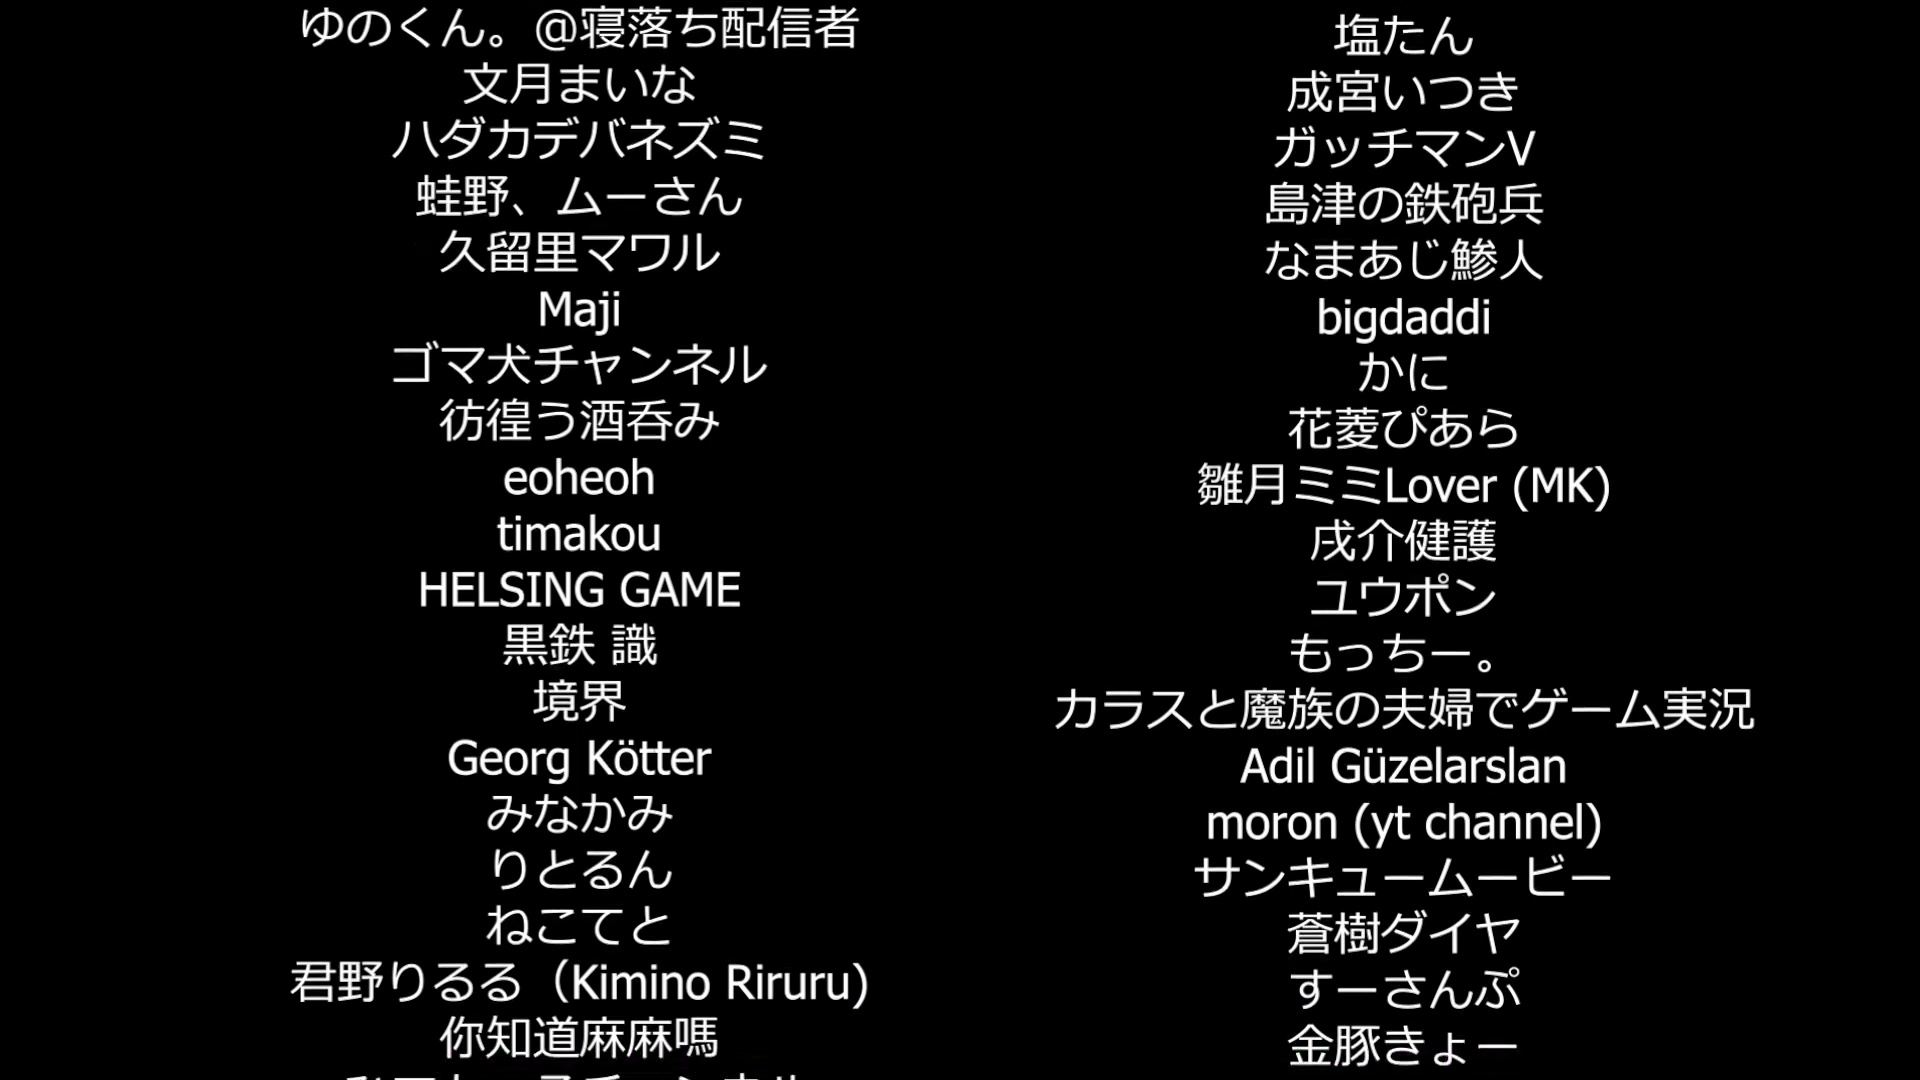 ゆのくん。@寝落ち配信者
文月まいな
ハダカデバネズミ
蛙野、ムーさん
久留里マワル
Maji
ゴマ犬チャンネル
彷徨う酒呑み
eoheoh
timakou
HELSING GAME
黒鉄 識
境界
Georg Kötter
みなかみ
りとるん
ねこてと
君野りるる（Kimino Riruru)
你知道麻麻嗎
塩たん
成宮いつき
ガッチマンV
島津の鉄砲兵
なまあじ鯵人
bigdaddi
かに
花菱ぴあら
雛月ミミLover (MK)
戌介健護
ユウポン
もっちー。
カラスと魔族の夫婦でゲーム実況
Adil Güzelarslan
moron (yt channel)
サンキュームービー
蒼樹ダイヤ
すーさんぷ
金豚きょー